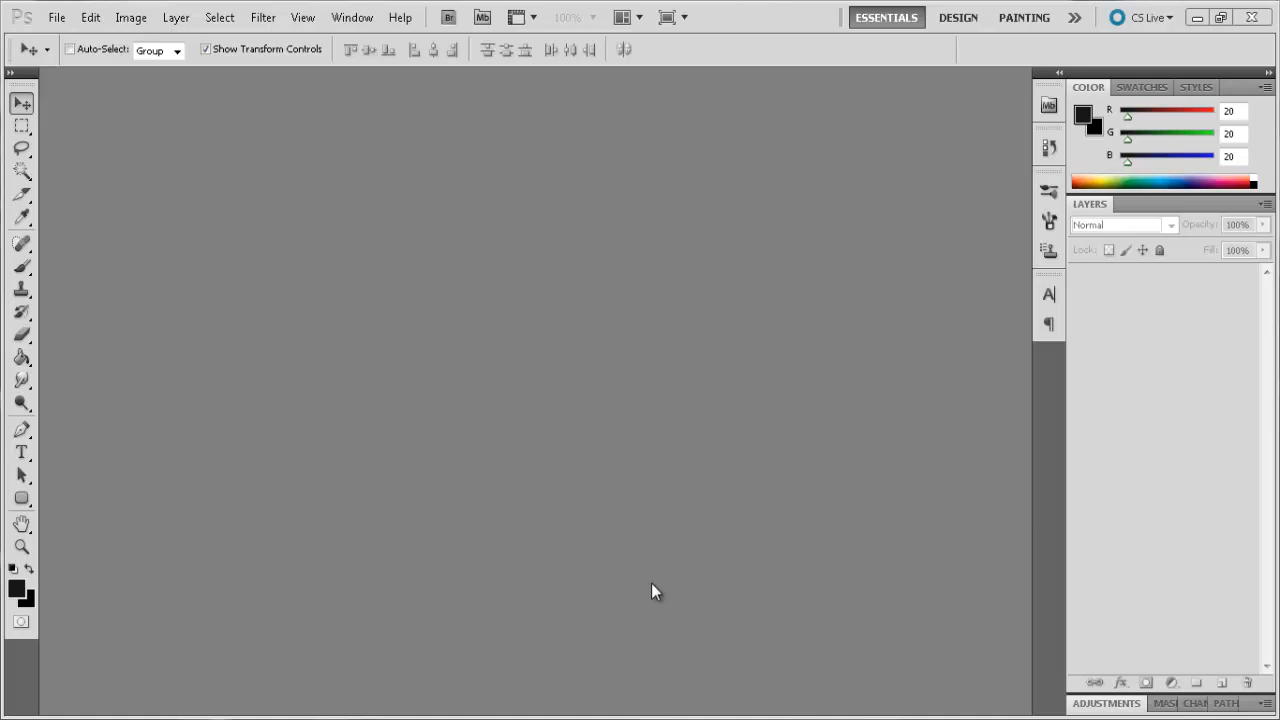 Ps File Edit Image Layer Select Filter View Window Help Br Mb 100% ESSENTIALS DESIGN PAINTING CS Live
Auto-Select: Group Show Transform Controls
COLOR SWATCHES STYLES
Mb
R 20
G 20
B 20
LAYERS
Normal Opacity: 100%
Lock: Fill: 100%
A
T
fx
ADJUSTMENTS MASI CHAI PATH